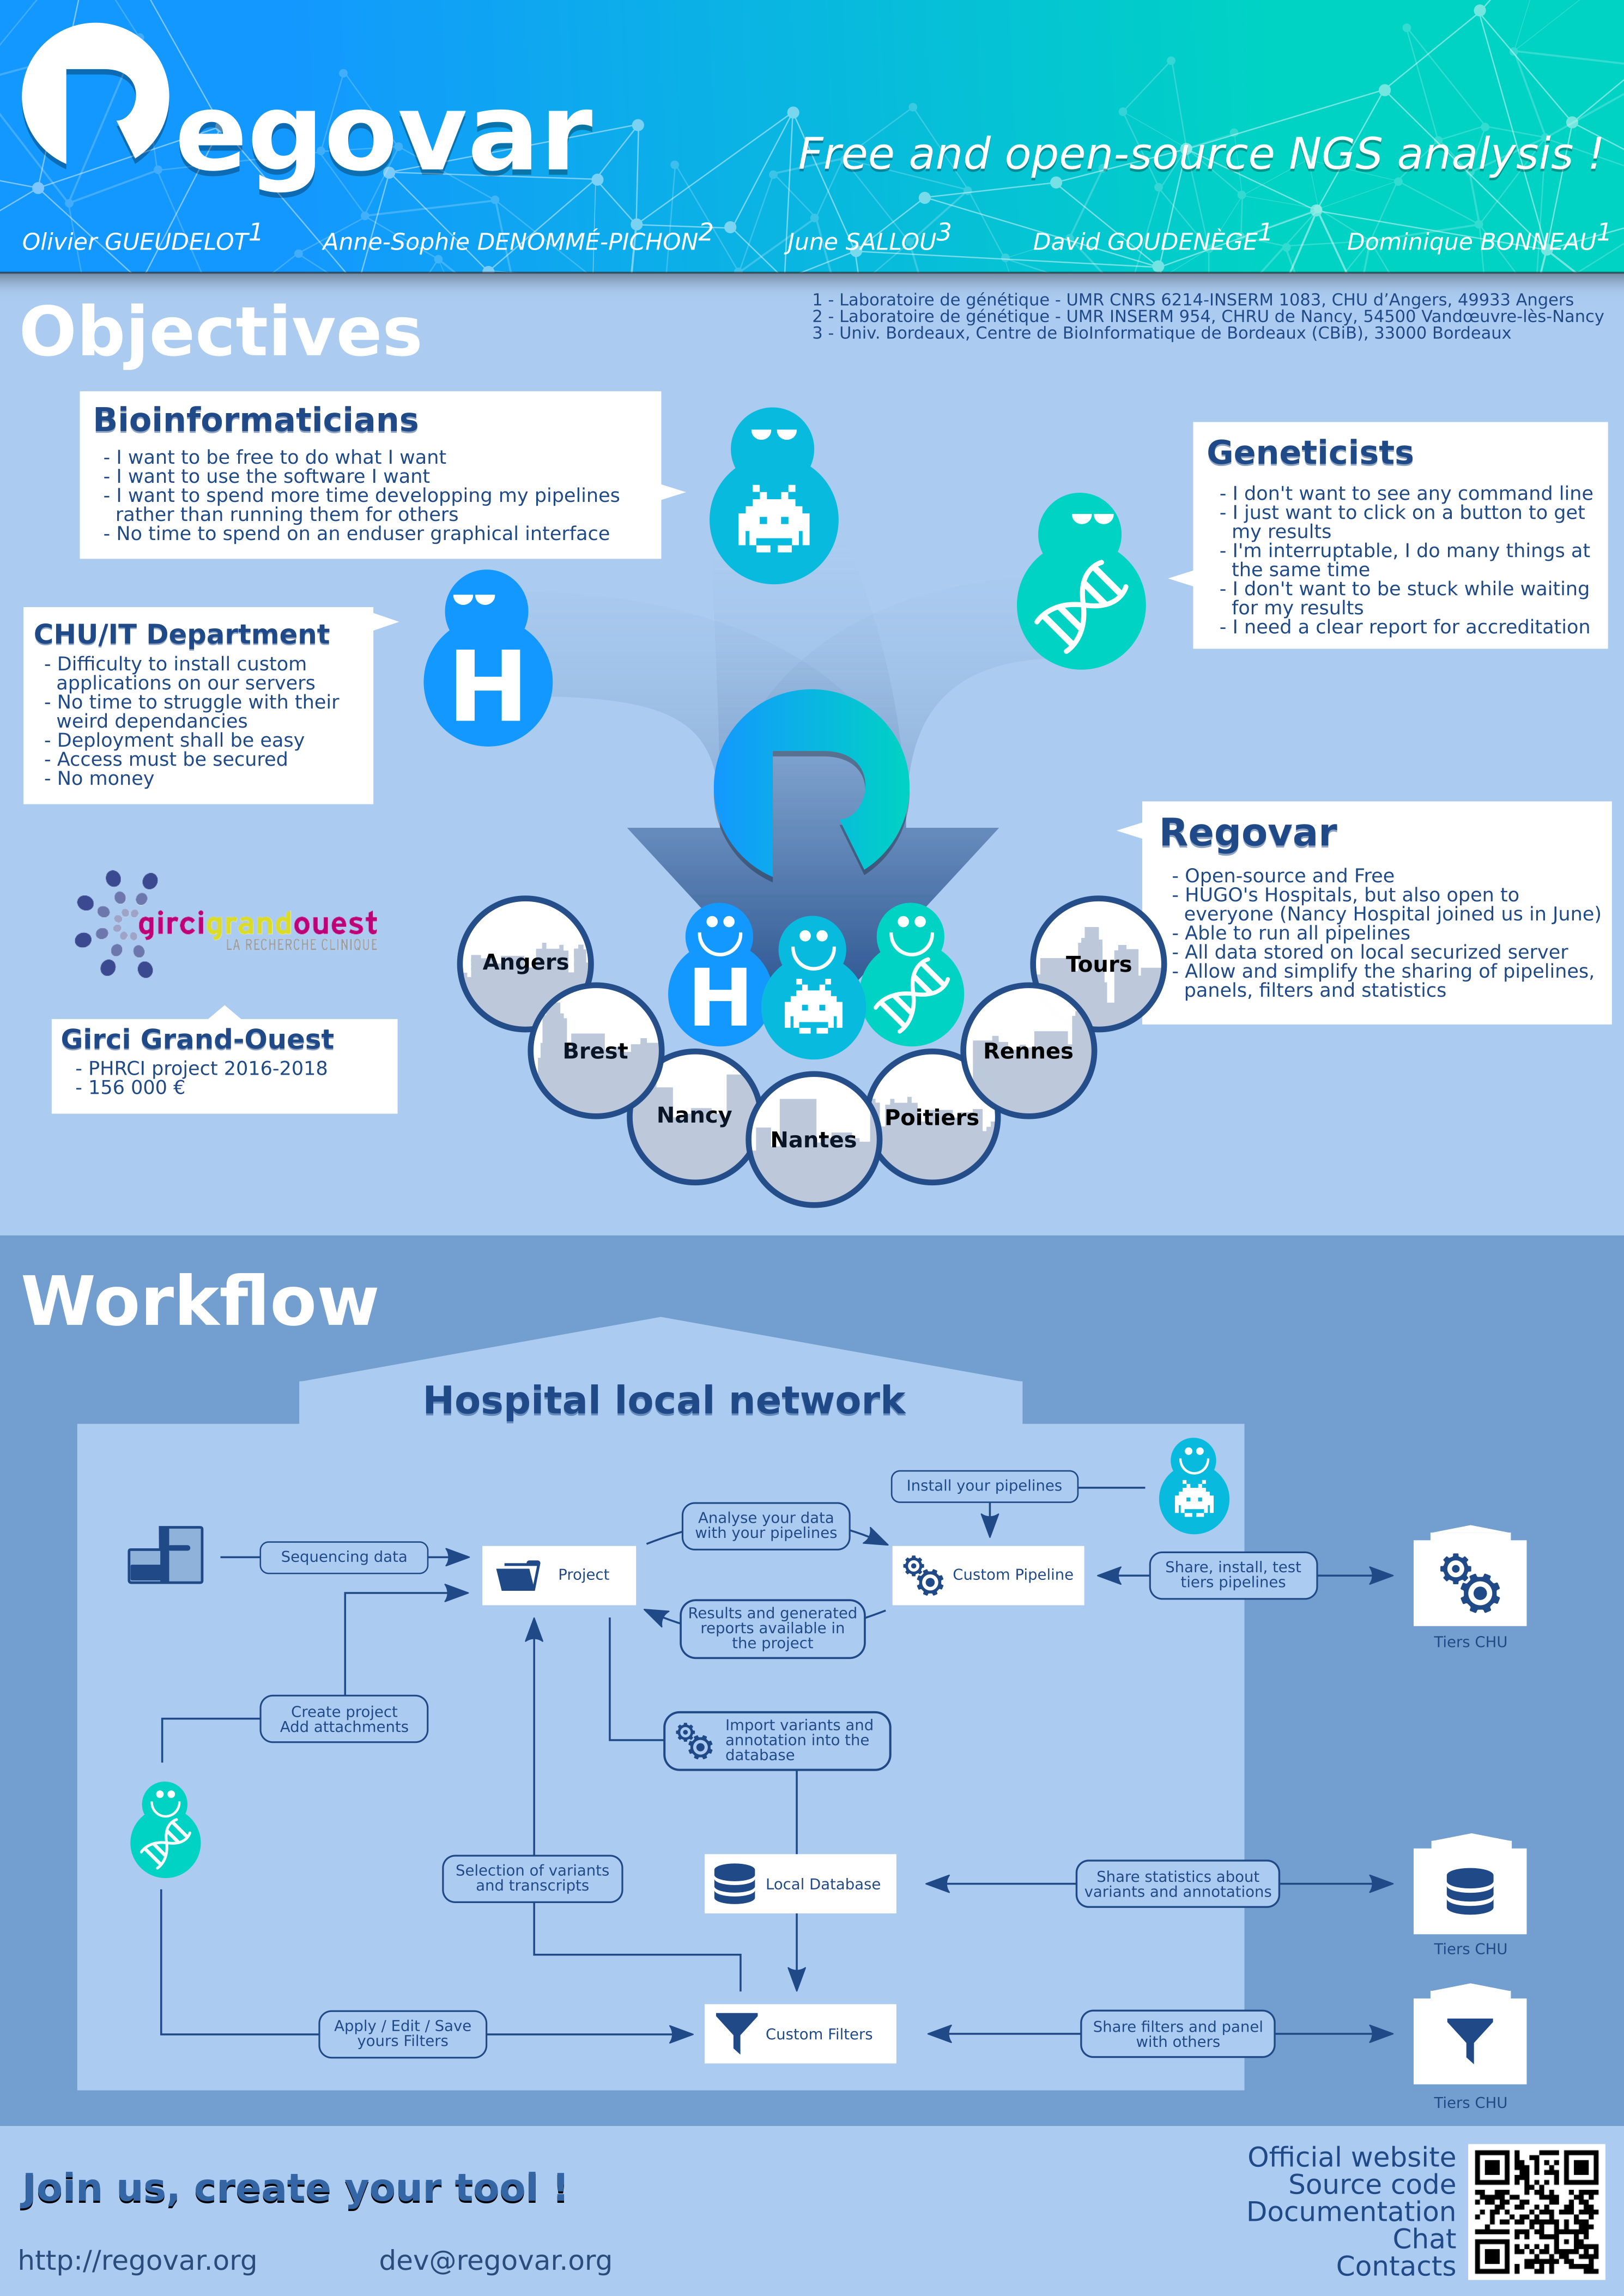 Regovar
Free and open-source NGS analysis !
Olivier GUEUDELOT1 Anne-Sophie DENOMMÉ-PICHON2 June SALLOU3 David GOUDENÈGE1 Dominique BONNEAU1
1 - Laboratoire de génétique - UMR CNRS 6214-INSERM 1083, CHU d’Angers, 49933 Angers
2 - Laboratoire de génétique - UMR INSERM 954, CHRU de Nancy, 54500 Vandœuvre-lès-Nancy
3 - Univ. Bordeaux, Centre de BioInformatique de Bordeaux (CBiB), 33000 Bordeaux
Objectives
Bioinformaticians
- I want to be free to do what I want
- I want to use the software I want
- I want to spend more time developping my pipelines
rather than running them for others
- No time to spend on an enduser graphical interface
Geneticists
- I don't want to see any command line
- I just want to click on a button to get
my results
- I'm interruptable, I do many things at
the same time
- I don't want to be stuck while waiting
for my results
- I need a clear report for accreditation
CHU/IT Department
- Difficulty to install custom
applications on our servers
- No time to struggle with their
weird dependancies
- Deployment shall be easy
- Access must be secured
- No money
H
Regovar
- Open-source and Free
- HUGO's Hospitals, but also open to
everyone (Nancy Hospital joined us in June)
- Able to run all pipelines
- All data stored on local securized server
- Allow and simplify the sharing of pipelines,
panels, filters and statistics
gircigrandouest
LA RECHERCHE CLINIQUE
Girci Grand-Ouest
- PHRCI project 2016-2018
- 156 000 €
H
Angers
Brest
Nancy
Nantes
Poitiers
Rennes
Tours
Workflow
Hospital local network
Install your pipelines
Analyse your data
with your pipelines
Sequencing data
Project
Custom Pipeline
Share, install, test
tiers pipelines
Tiers CHU
Results and generated
reports available in
the project
Create project
Add attachments
Import variants and
annotation into the
database
Selection of variants
and transcripts
Local Database
Share statistics about
variants and annotations
Tiers CHU
Apply / Edit / Save
yours Filters
Custom Filters
Share filters and panel
with others
Tiers CHU
Join us, create your tool !
http://regovar.org dev@regovar.org
Official website
Source code
Documentation
Chat
Contacts